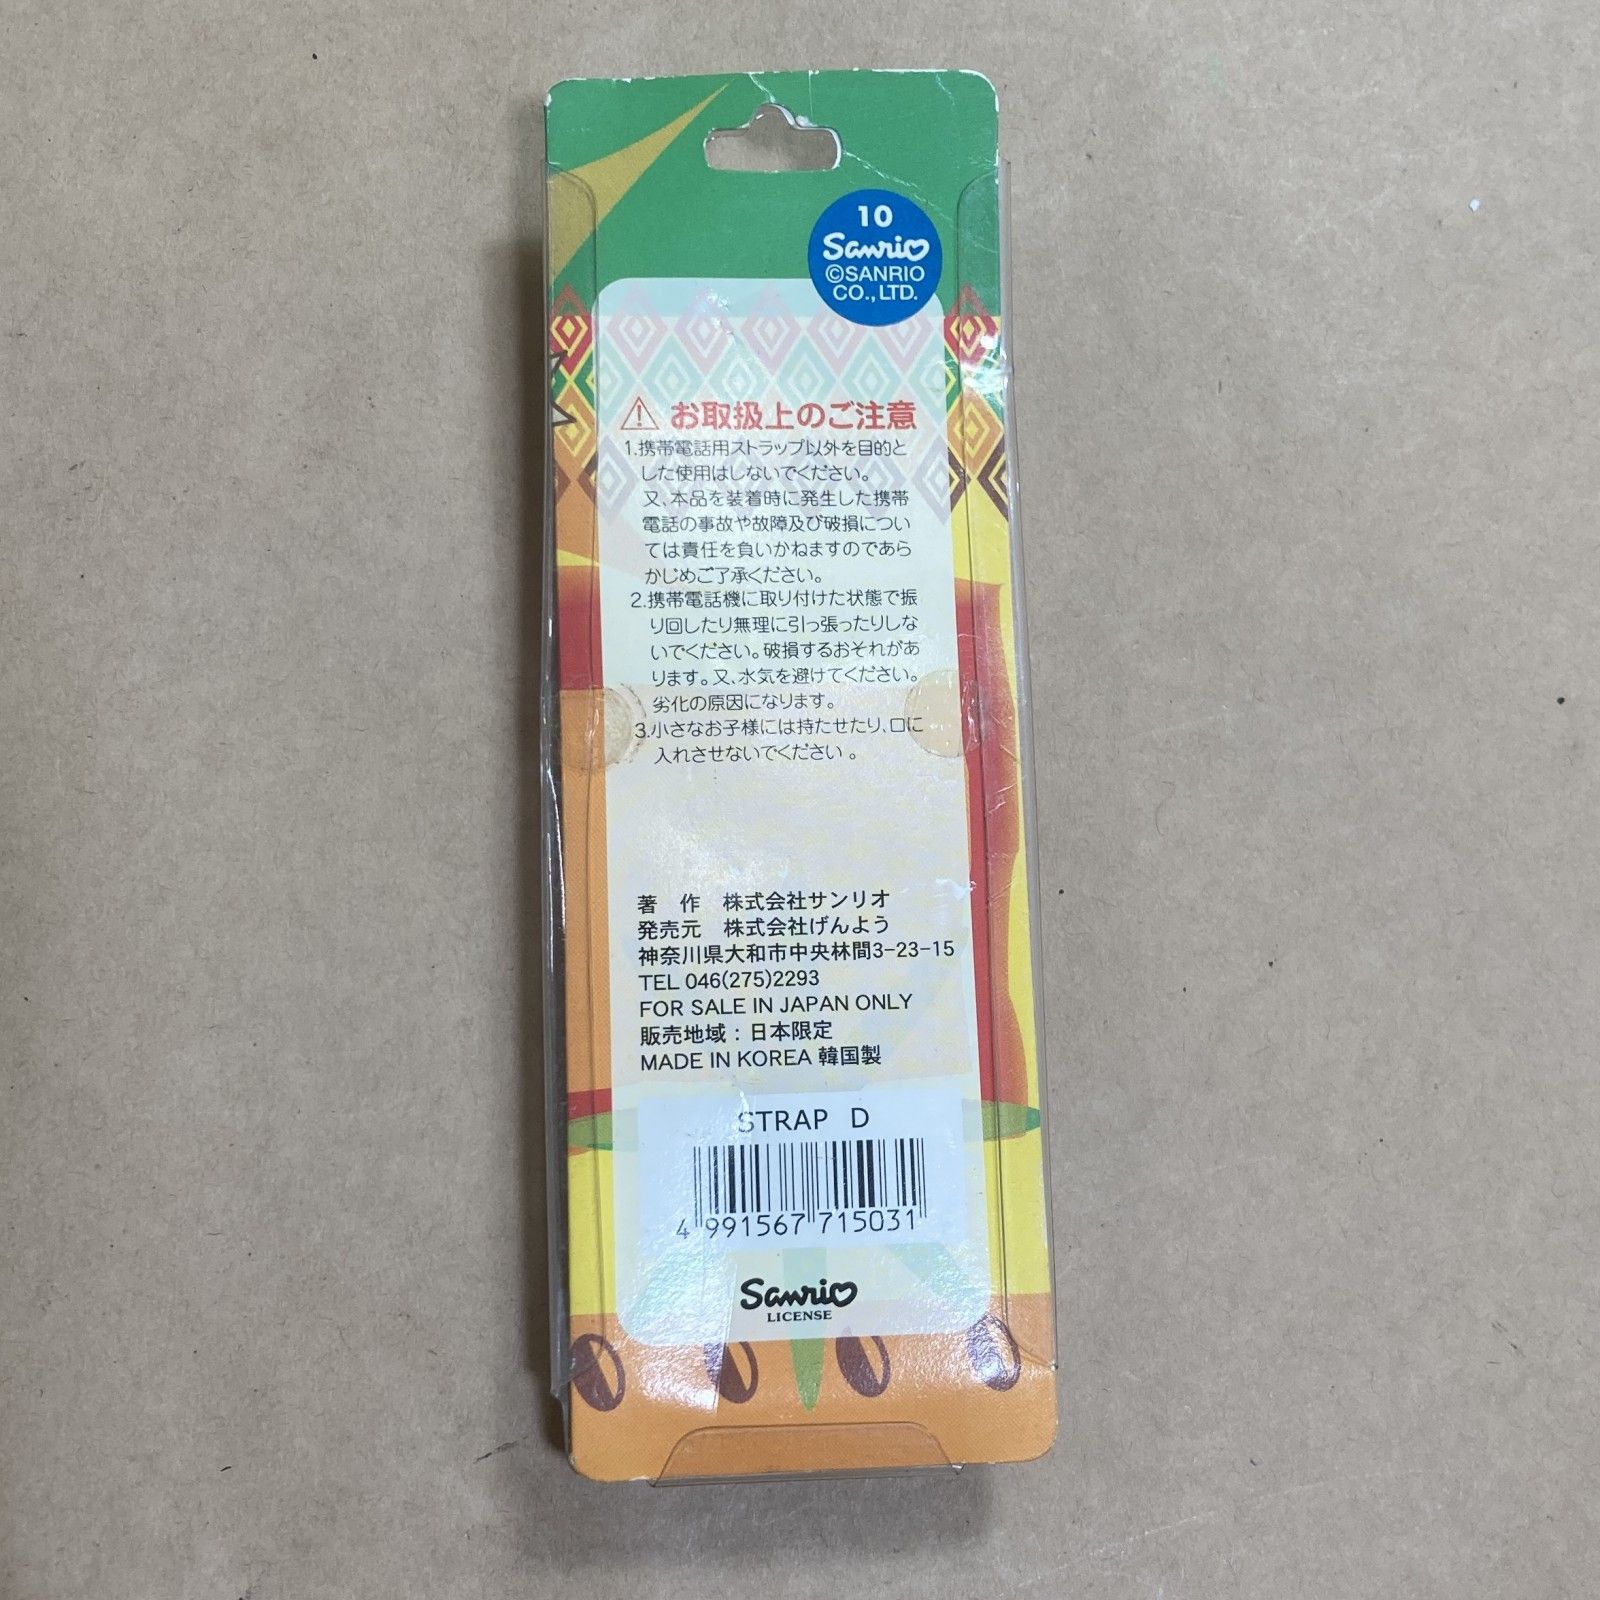 10
Sanrio
©SANRIO
CO.,LTD.
お取扱上のご注意
1.携帯電話用ストラップ以外を目的と
した使用はしないでください。
又、本品を装着時に発生した携帯
電話の事故や故障及び破損につい
ては責任を負いかねますのであら
かじめご了承ください。
2.携帯電話機に取り付けた状態で振
り回したり無理に引っ張ったりしな
いでください。破損するおそれがあ
ります。又、水気を避けてください。
劣化の原因になります。
3.小さなお子様には持たせたり、口に
入れさせないでください。
著 作 株式会社サンリオ
発売元 株式会社げんよう
神奈川県大和市中央林間3-23-15
TEL 046(275)2293
FOR SALE IN JAPAN ONLY
販売地域：日本限定
MADE IN KOREA 韓国製
STRAP D
4 991567 715031
Sanrio
LICENSE